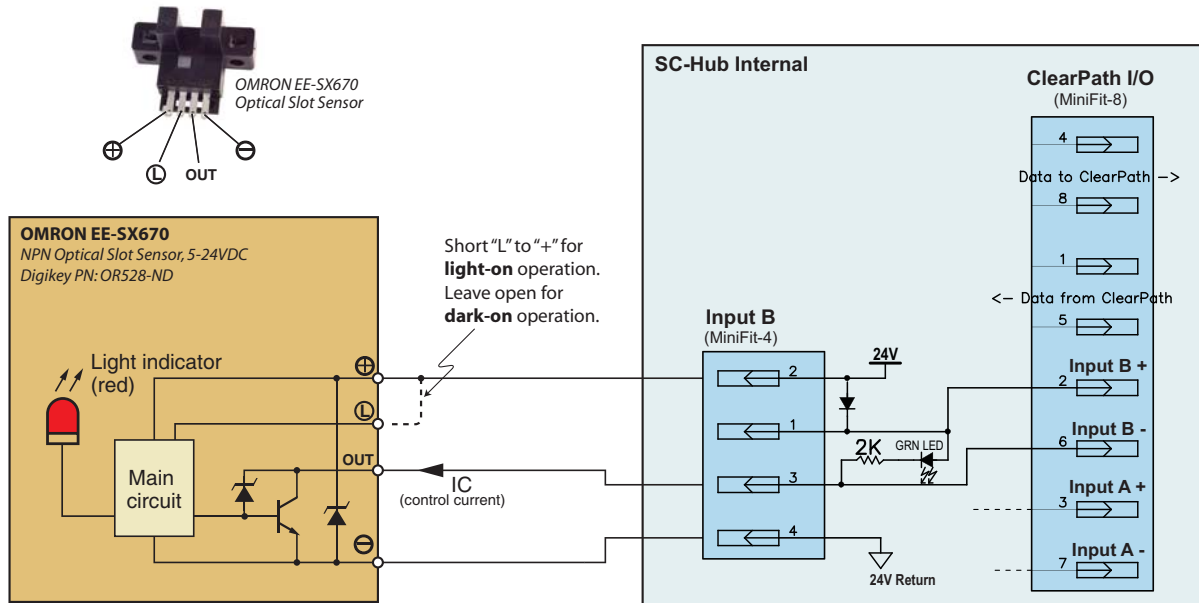 OMRON EE-SX670
Optical Slot Sensor
⊕
Ⓛ
OUT
⊖
OMRON EE-SX670
NPN Optical Slot Sensor, 5-24VDC
Digikey PN: OR528-ND
Light indicator
(red)
Main
circuit
⊕
Ⓛ
OUT
⊖
IC
(control current)
Short "L" to "+" for
light-on operation.
Leave open for
dark-on operation.
SC-Hub Internal
Input B
(MiniFit-4)
2
1
3
4
24V
2K
GRN LED
24V Return
ClearPath I/O
(MiniFit-8)
4
Data to ClearPath ->
8
1
<- Data from ClearPath
5
Input B +
2
Input B -
6
Input A +
3
Input A -
7